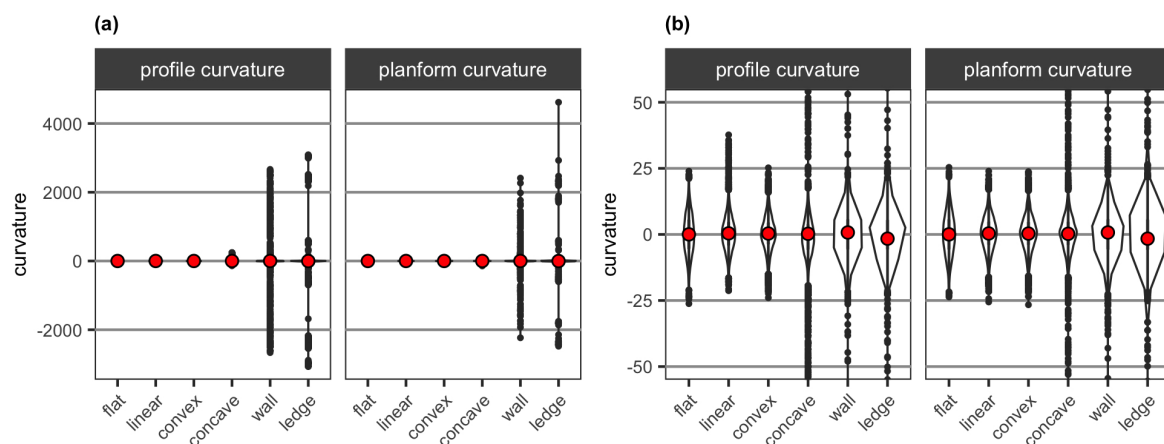 (a)
(b)
profile curvature
planform curvature
profile curvature
planform curvature
curvature
4000
2000
0
-2000
curvature
50
25
0
-25
-50
flat
linear
convex
concave
wall
ledge
flat
linear
convex
concave
wall
ledge
flat
linear
convex
concave
wall
ledge
flat
linear
convex
concave
wall
ledge